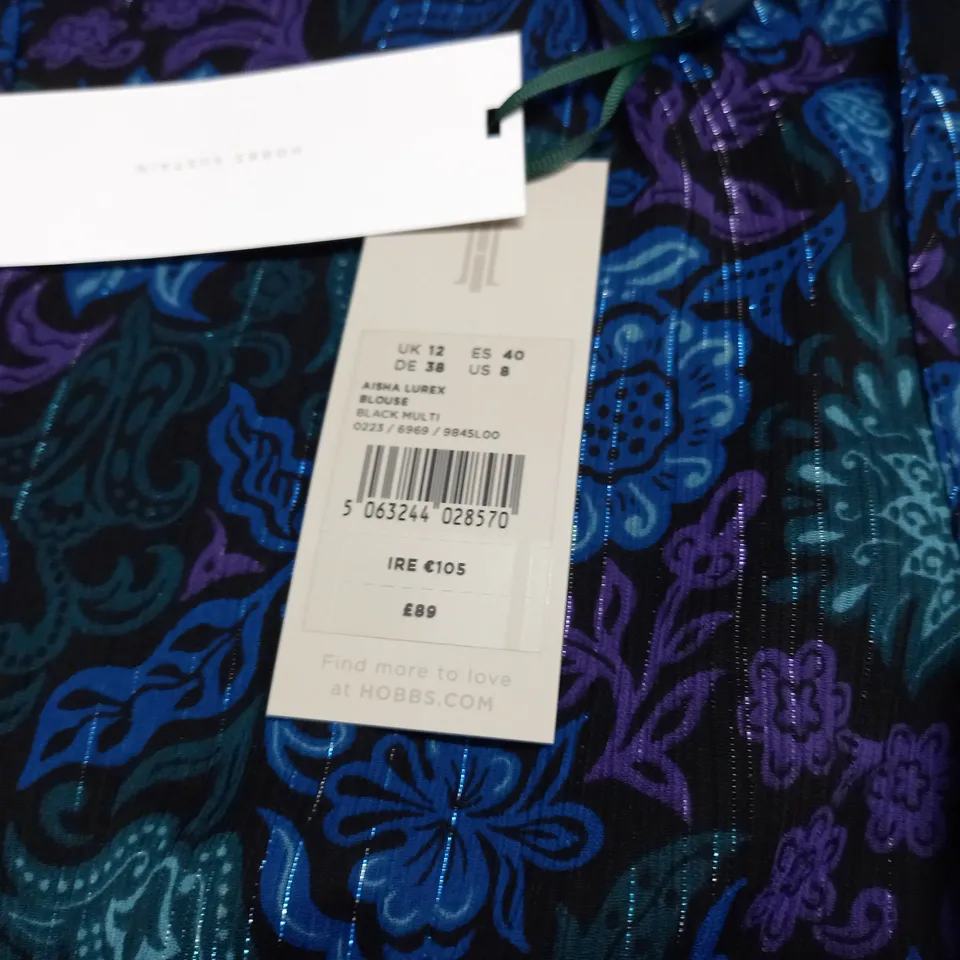 UK 12 ES 40
DE 38 US 8
AISHA LUREX
BLOUSE
BLACK MULTI
0223 / 6969 / 9845L00
5 063244 028570
IRE €105
£89
Find more to love
at HOBBS.COM